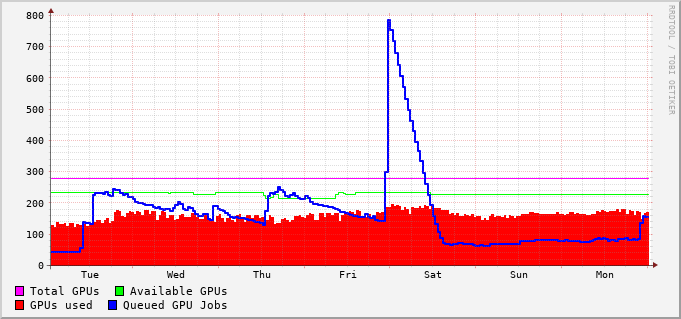 RRDTOOL / TOBI OETIKER
800
700
600
500
400
300
200
100
0
Tue Wed Thu Fri Sat Sun Mon
Total GPUs Available GPUs
GPUs used Queued GPU Jobs